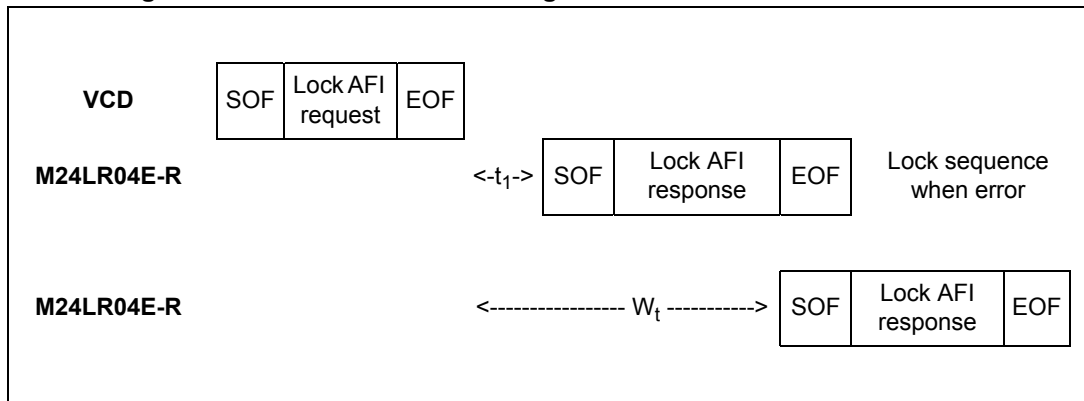 VCD SOF Lock AFI request EOF
M24LR04E-R <-t1-> SOF Lock AFI response EOF Lock sequence when error
M24LR04E-R <----------------- Wt -----------> SOF Lock AFI response EOF